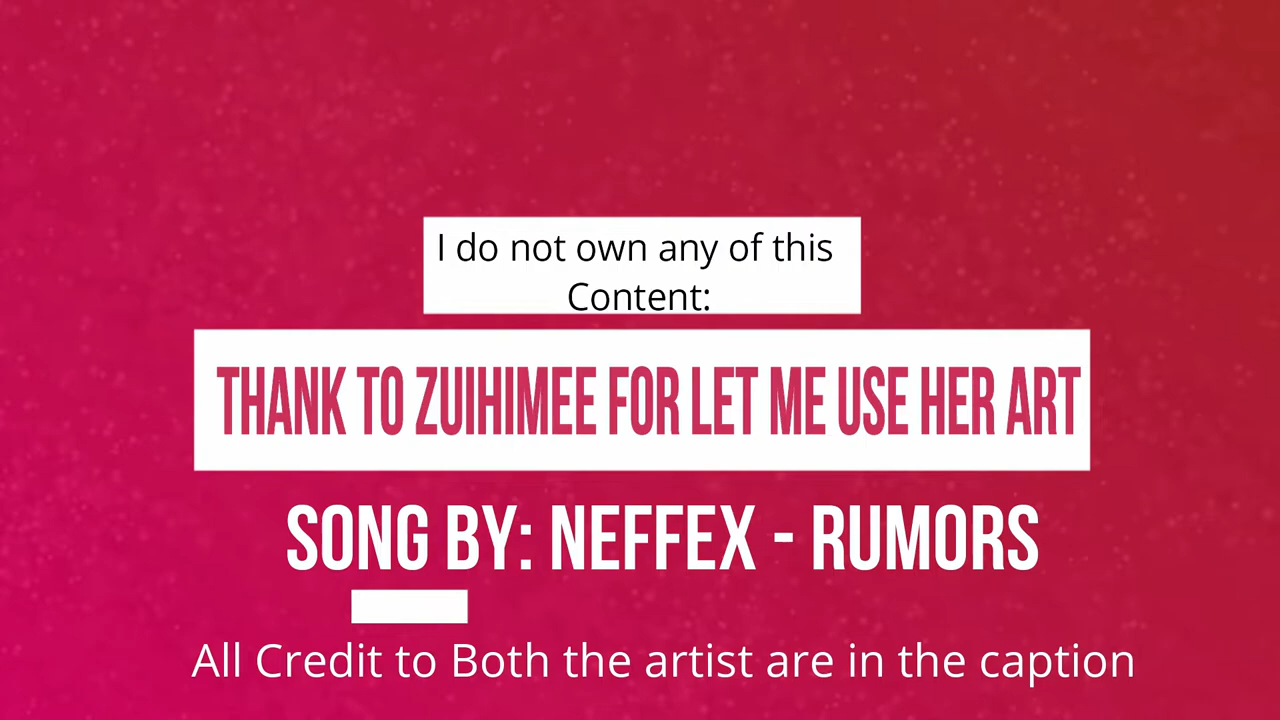 I do not own any of this
Content:
THANK TO ZUIHIMEE FOR LET ME USE HER ART
SONG BY: NEFFEX - RUMORS
All Credit to Both the artist are in the caption